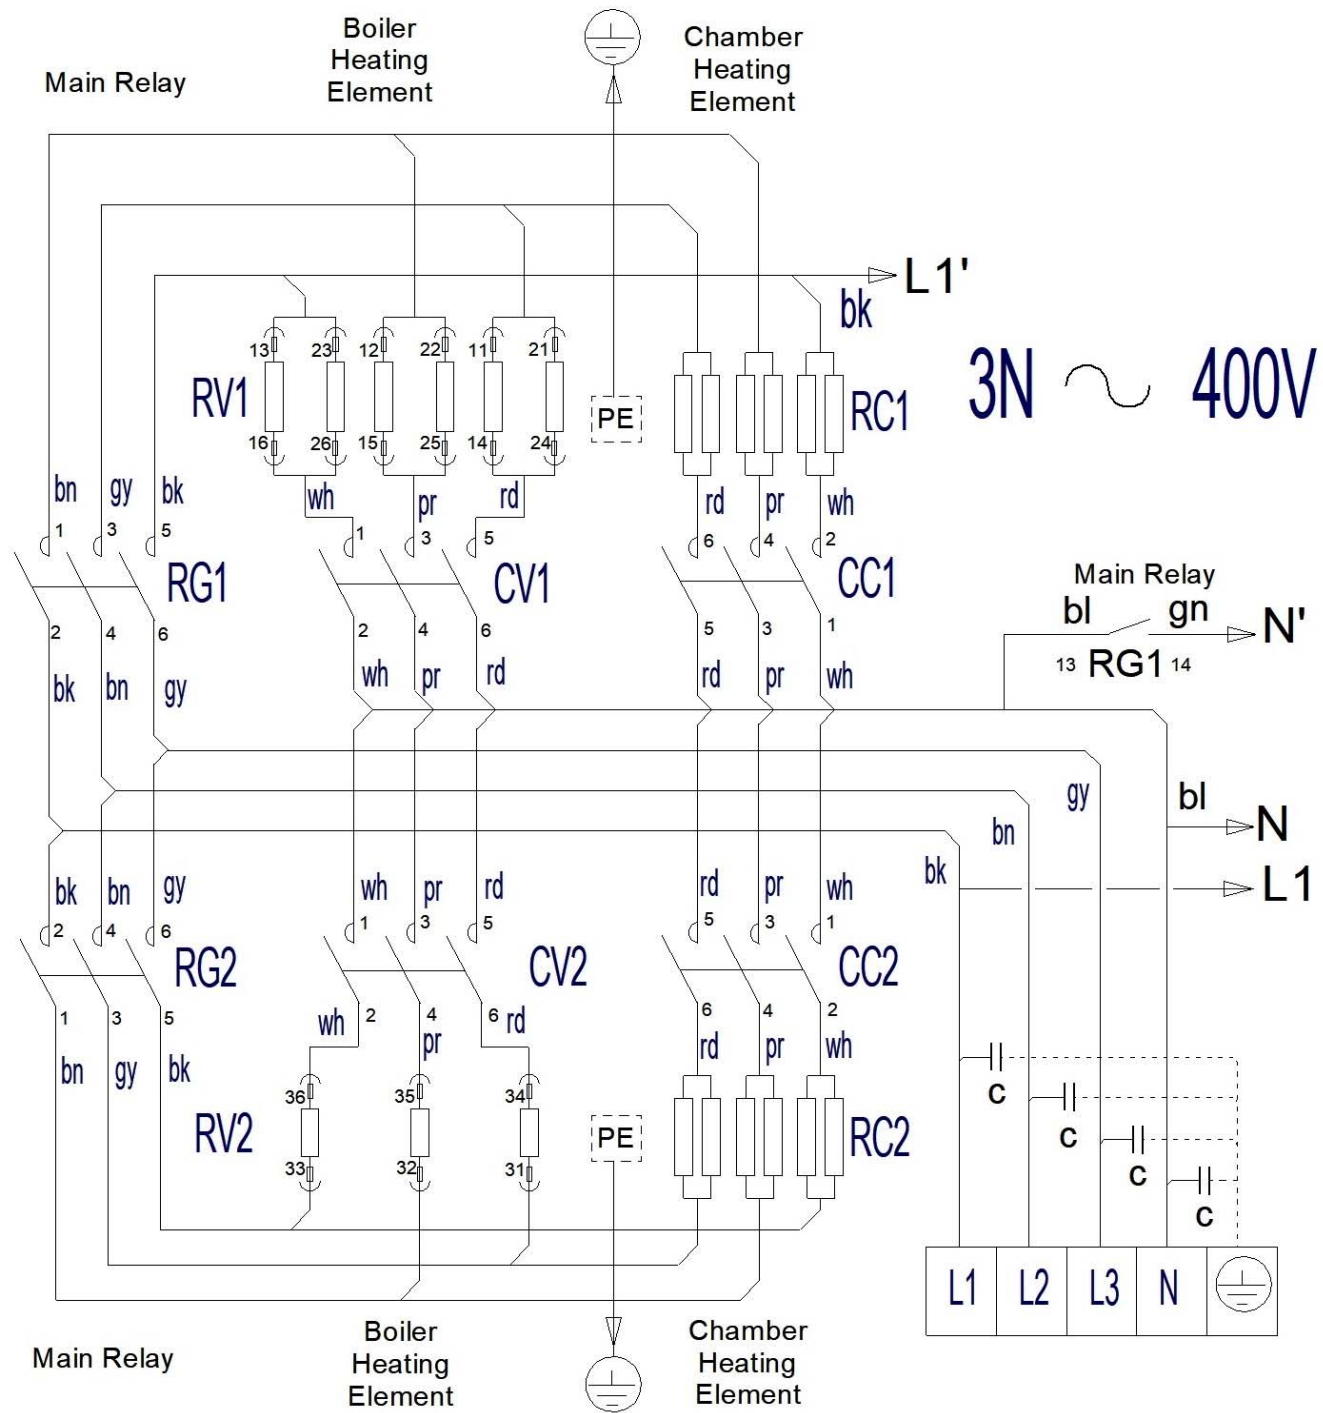 Boiler
Heating
Element
Chamber
Heating
Element
Main Relay
L1'
bk
3N 400V
13 23 12 22 11 21
RV1
PE
RC1
16 26 15 25 14 24
bn gy bk
wh pr rd
rd pr wh
1 3 5
1 3 5
6 4 2
RG1
CV1
CC1
Main Relay
bl gn
N'
13 RG1 14
2 4 6
2 4 6
5 3 1
bk bn gy
wh pr rd
rd pr wh
gy
bl
N
bn
bk
L1
bk bn gy
wh pr rd
rd pr wh
2 4 6
1 3 5
5 3 1
RG2
CV2
CC2
1 3 5
2 4 6
6 4 2
wh pr rd
rd pr wh
bn gy bk
C
C
C
C
36 35 34
RV2
PE
RC2
33 32 31
L1 L2 L3 N
Main Relay
Boiler
Heating
Element
Chamber
Heating
Element